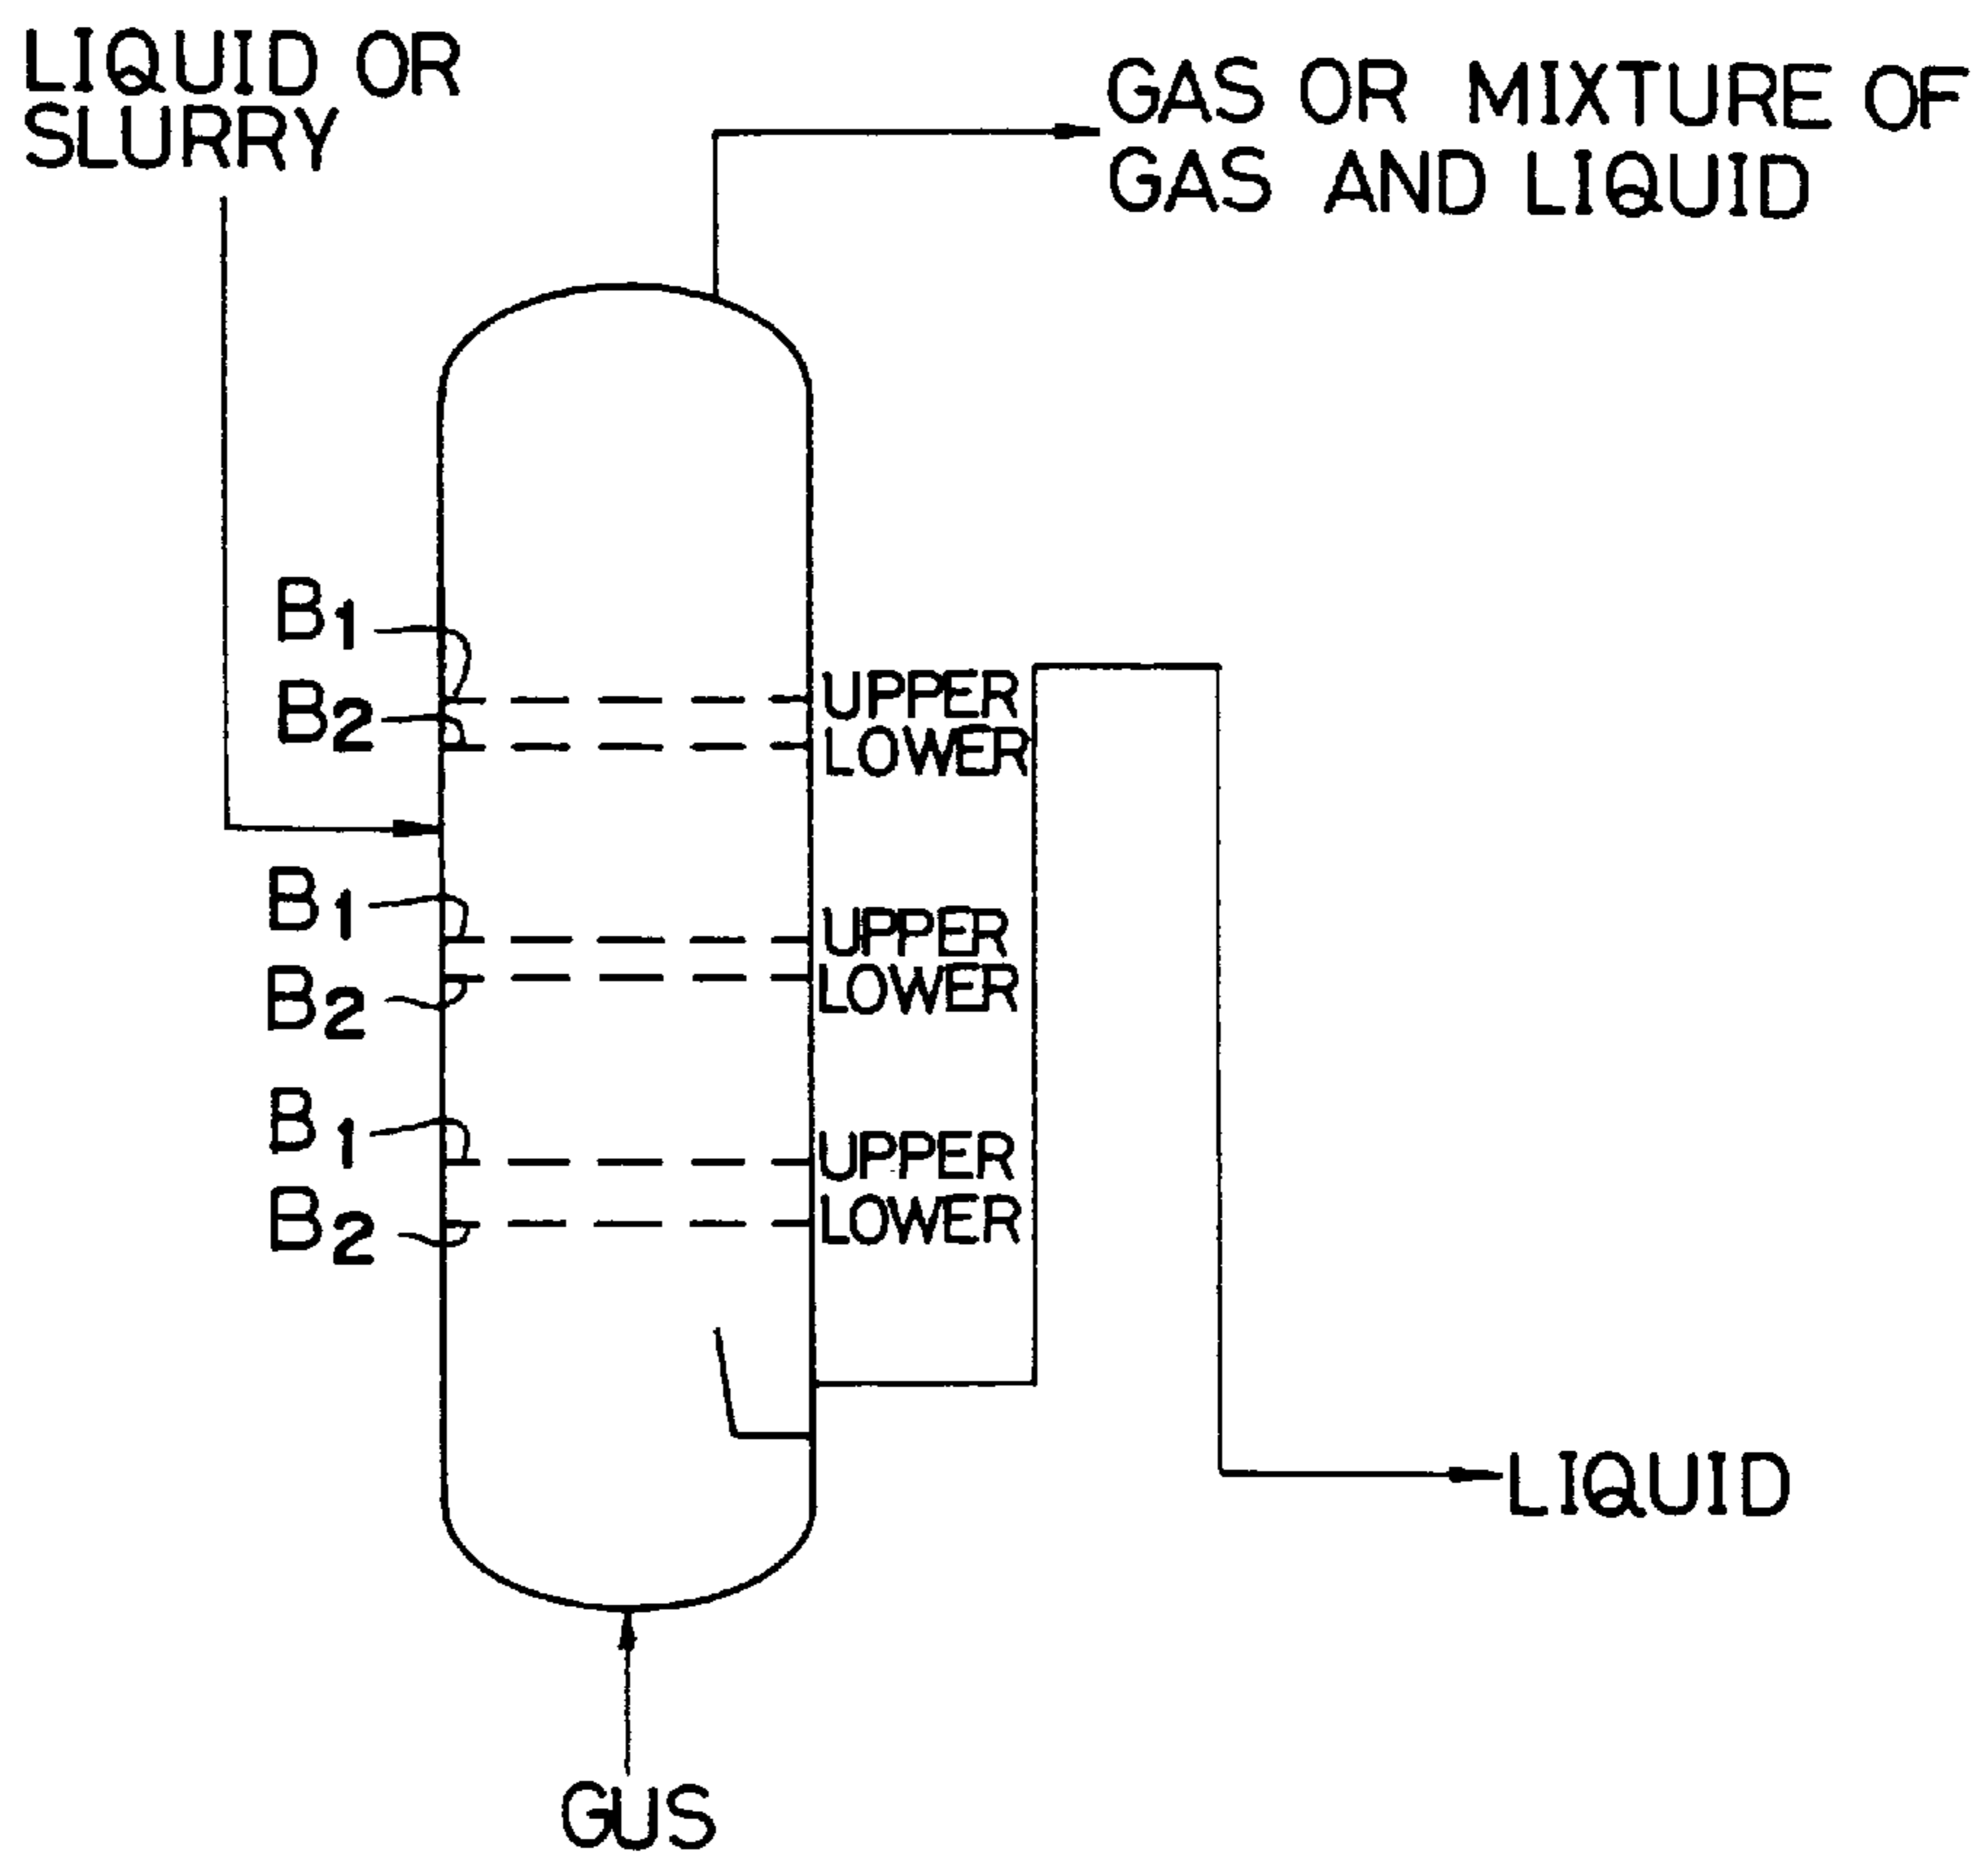 LIQUID OR
SLURRY
GAS OR MIXTURE OF
GAS AND LIQUID
B1
B2
UPPER
LOWER
B1
B2
UPPER
LOWER
B1
B2
UPPER
LOWER
LIQUID
GUS